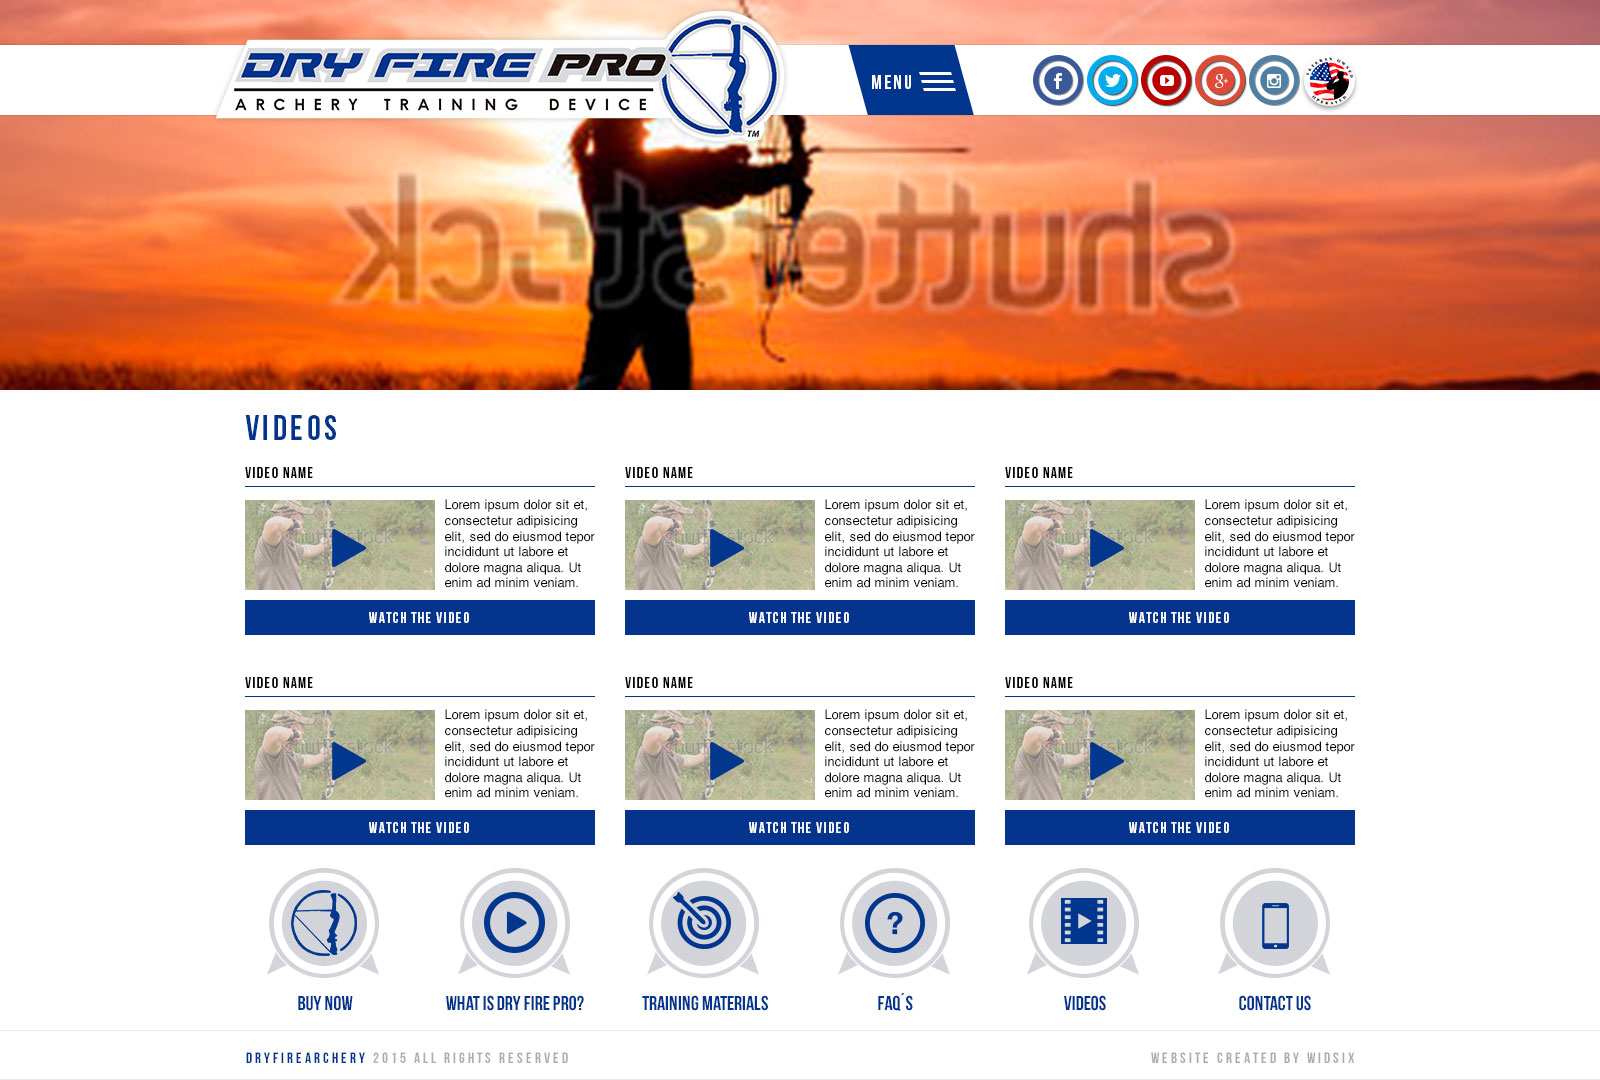 DRY FIRE PRO
ARCHERY TRAINING DEVICE
TM
MENU
VETERAN OWNED
OPERATED
shutterstock
VIDEOS
VIDEO NAME
Lorem ipsum dolor sit et,
consectetur adipisicing
elit, sed do eiusmod tepor
incididunt ut labore et
dolore magna aliqua. Ut
enim ad minim veniam.
WATCH THE VIDEO
VIDEO NAME
Lorem ipsum dolor sit et,
consectetur adipisicing
elit, sed do eiusmod tepor
incididunt ut labore et
dolore magna aliqua. Ut
enim ad minim veniam.
WATCH THE VIDEO
VIDEO NAME
Lorem ipsum dolor sit et,
consectetur adipisicing
elit, sed do eiusmod tepor
incididunt ut labore et
dolore magna aliqua. Ut
enim ad minim veniam.
WATCH THE VIDEO
VIDEO NAME
Lorem ipsum dolor sit et,
consectetur adipisicing
elit, sed do eiusmod tepor
incididunt ut labore et
dolore magna aliqua. Ut
enim ad minim veniam.
WATCH THE VIDEO
VIDEO NAME
Lorem ipsum dolor sit et,
consectetur adipisicing
elit, sed do eiusmod tepor
incididunt ut labore et
dolore magna aliqua. Ut
enim ad minim veniam.
WATCH THE VIDEO
VIDEO NAME
Lorem ipsum dolor sit et,
consectetur adipisicing
elit, sed do eiusmod tepor
incididunt ut labore et
dolore magna aliqua. Ut
enim ad minim veniam.
WATCH THE VIDEO
BUY NOW
WHAT IS DRY FIRE PRO?
TRAINING MATERIALS
FAQ´S
VIDEOS
CONTACT US
DRYFIREARCHERY 2015 ALL RIGHTS RESERVED
WEBSITE CREATED BY WIDSIX